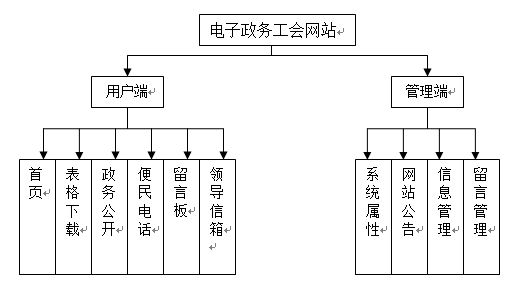 电子政务工会网站
用户端
管理端
首页
表格下载
政务公开
便民电话
留言板
领导信箱
系统属性
网站公告
信息管理
留言管理